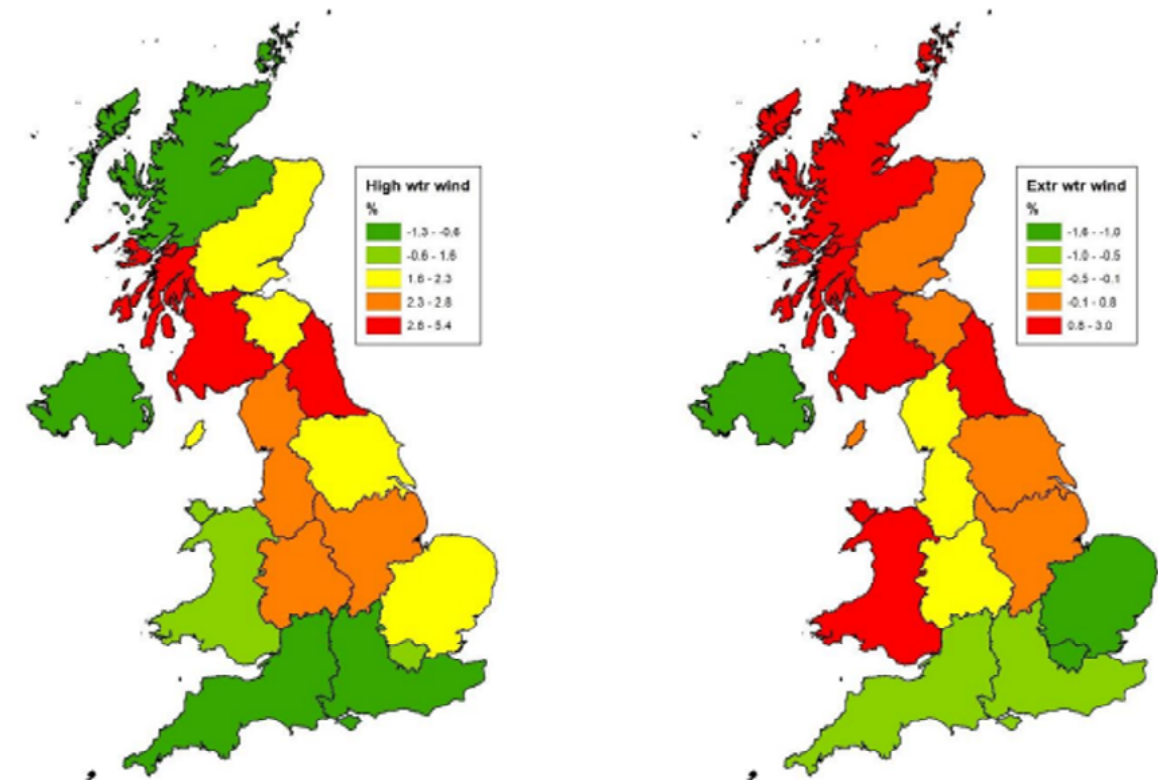 High wtr wind
%
-1.3 - -0.6
-0.6 - 1.6
1.6 - 2.3
2.3 - 2.8
2.8 - 5.4
Extr wtr wind
%
-1.6 - -1.0
-1.0 - -0.5
-0.5 - -0.1
-0.1 - 0.8
0.8 - 3.0